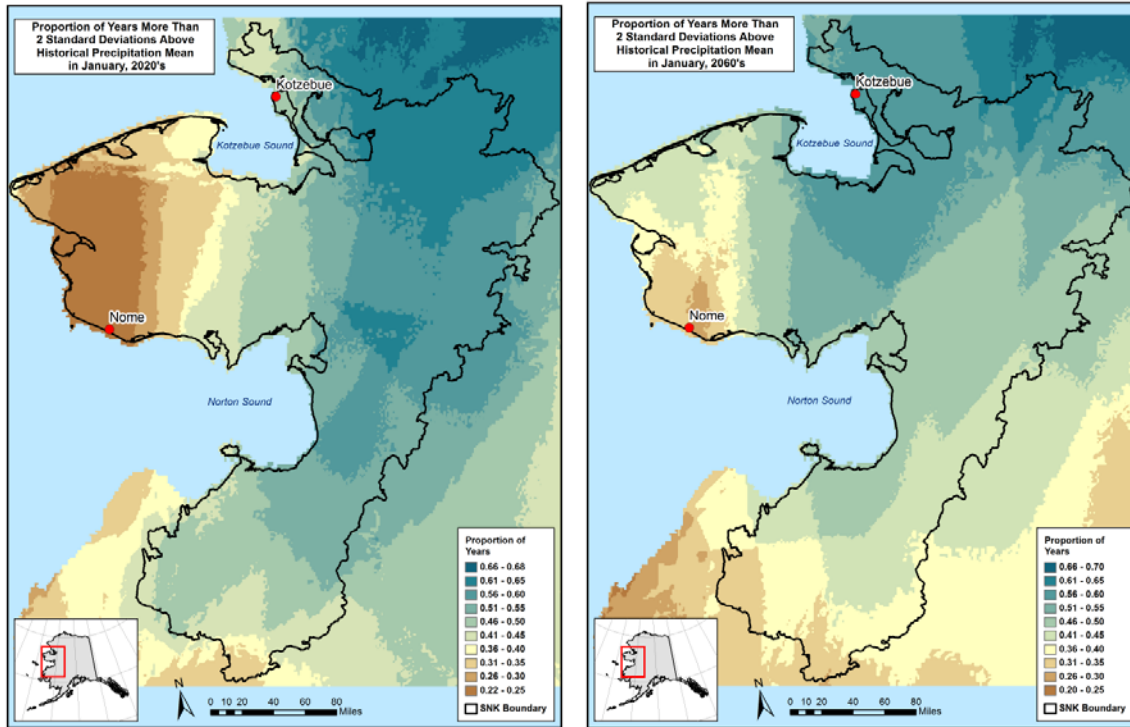 Proportion of Years More Than
2 Standard Deviations Above
Historical Precipitation Mean
in January, 2020's
Kotzebue
Kotzebue Sound
Nome
Norton Sound
Proportion of
Years
0.66 - 0.68
0.61 - 0.65
0.56 - 0.60
0.51 - 0.55
0.46 - 0.50
0.41 - 0.45
0.36 - 0.40
0.31 - 0.35
0.26 - 0.30
0.22 - 0.25
SNK Boundary
N
0 10 20 40 60 80
Miles
Proportion of Years More Than
2 Standard Deviations Above
Historical Precipitation Mean
in January, 2060's
Kotzebue
Kotzebue Sound
Nome
Norton Sound
Proportion of
Years
0.66 - 0.70
0.61 - 0.65
0.56 - 0.60
0.51 - 0.55
0.46 - 0.50
0.41 - 0.45
0.36 - 0.40
0.31 - 0.35
0.26 - 0.30
0.20 - 0.25
SNK Boundary
N
0 10 20 40 60 80
Miles